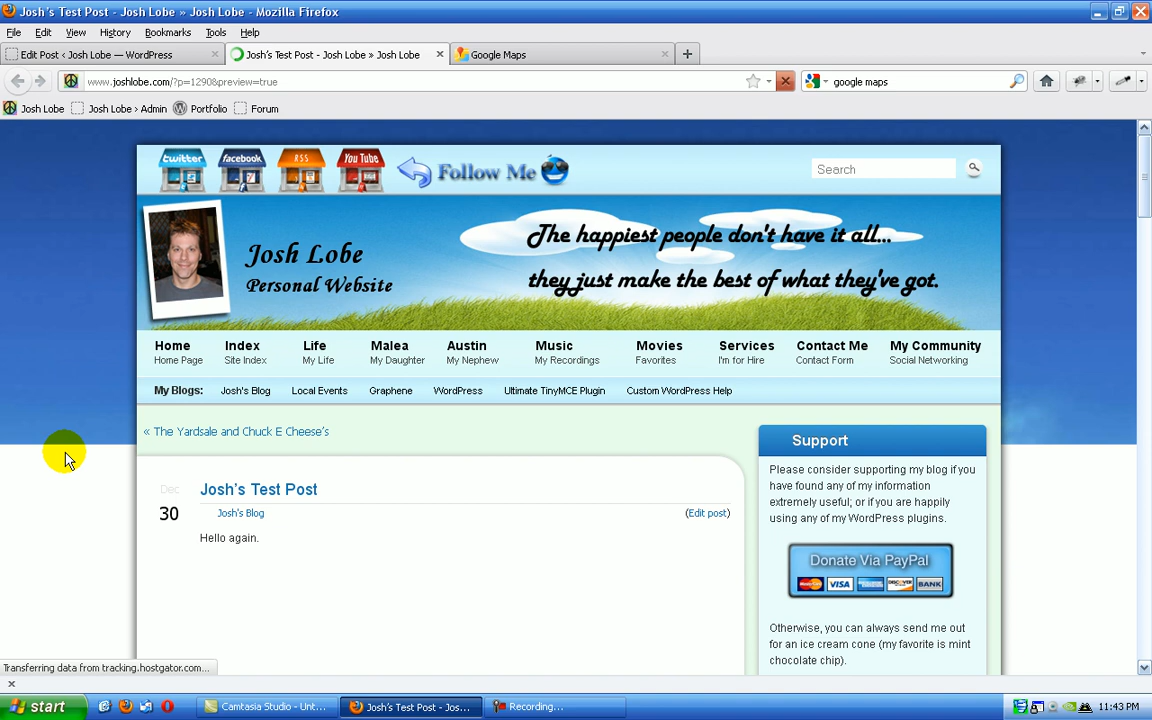 Josh's Test Post - Josh Lobe » Josh Lobe - Mozilla Firefox
File Edit View History Bookmarks Tools Help
Edit Post ‹ Josh Lobe — WordPress × Josh's Test Post - Josh Lobe » Josh Lobe × Google Maps × +
www.joshlobe.com/?p=1290&preview=true google maps
Josh Lobe Josh Lobe › Admin Portfolio Forum
twitter facebook RSS You Tube Follow Me Search
The happiest people don't have it all...
Josh Lobe
they just make the best of what they've got.
Personal Website
Home Index Life Malea Austin Music Movies Services Contact Me My Community
Home Page Site Index My Life My Daughter My Nephew My Recordings Favorites I'm for Hire Contact Form Social Networking
My Blogs: Josh's Blog Local Events Graphene WordPress Ultimate TinyMCE Plugin Custom WordPress Help
« The Yardsale and Chuck E Cheese's
Support
Please consider supporting my blog if you
have found any of my information
extremely useful; or if you are happily
using any of my WordPress plugins.
Dec
30
Josh's Test Post
Josh's Blog (Edit post)
Hello again.
Donate Via PayPal
MasterCard VISA DISCOVER BANK
Otherwise, you can always send me out
for an ice cream cone (my favorite is mint
chocolate chip).
Transferring data from tracking.hostgator.com...
start Camtasia Studio - Unt... Josh's Test Post - Jos... Recording... 11:43 PM